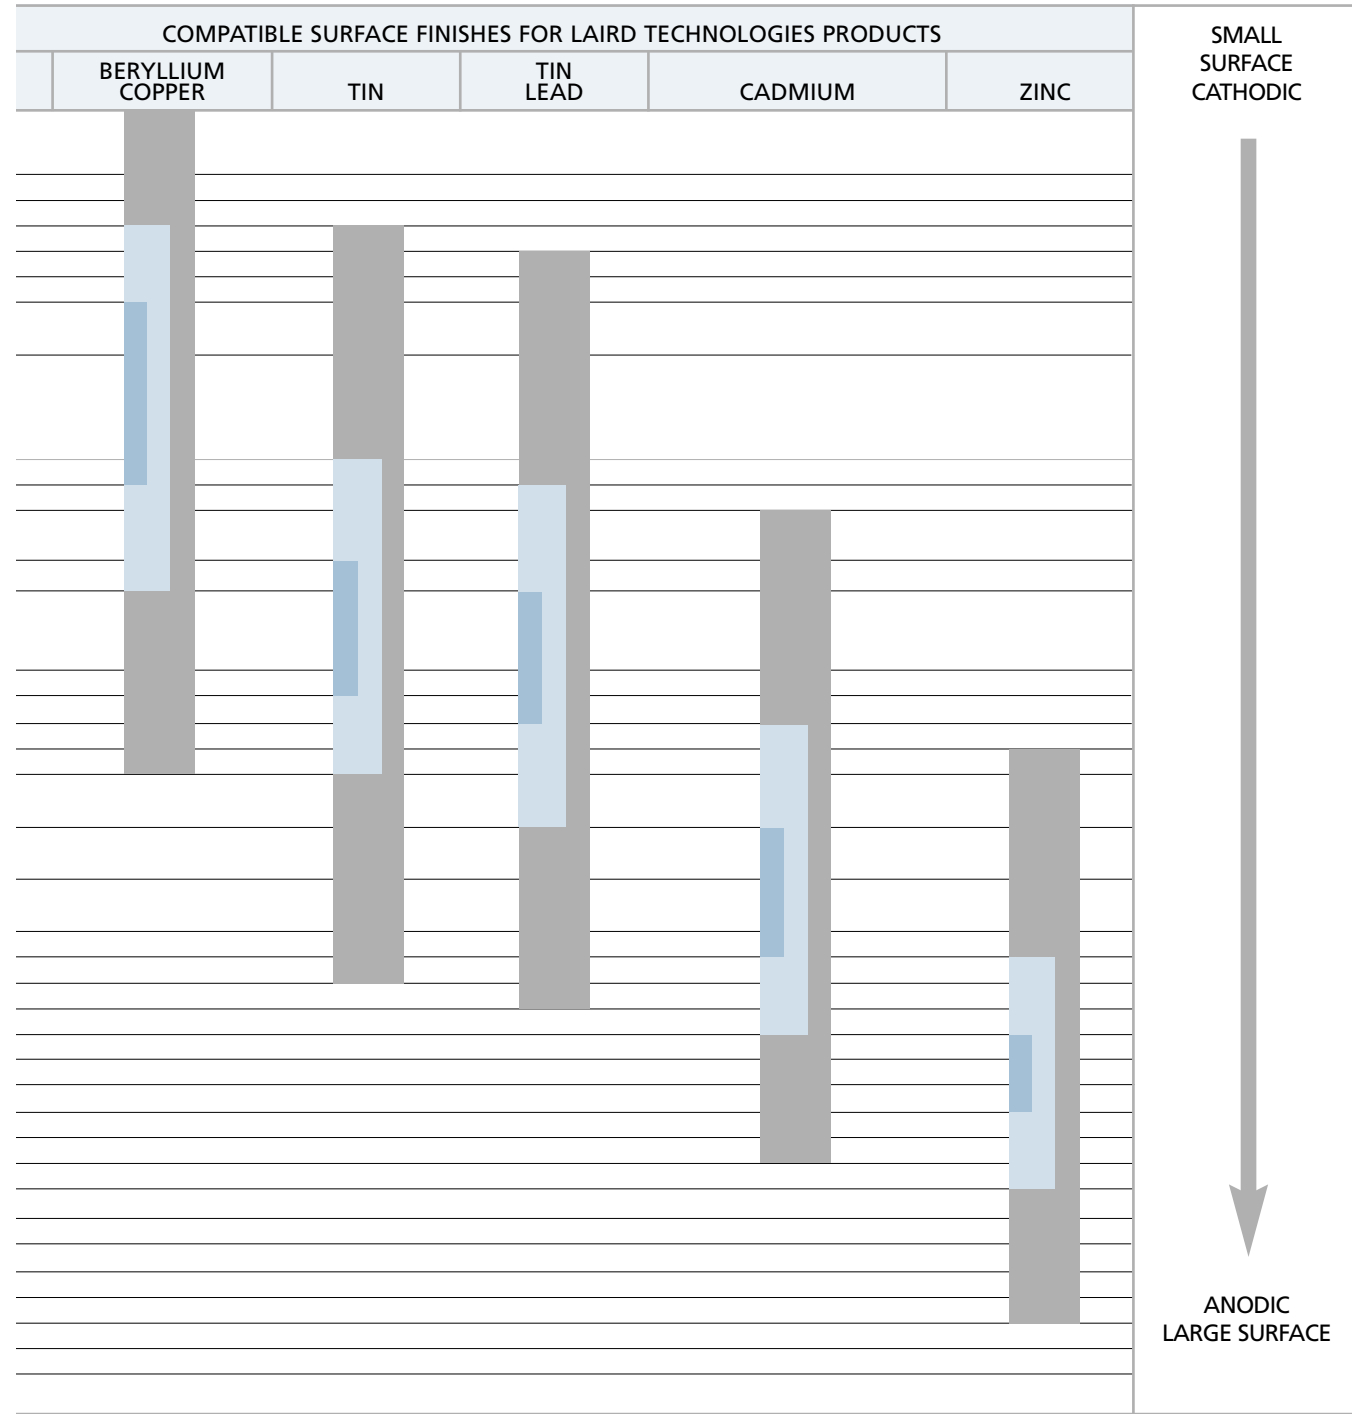 COMPATIBLE SURFACE FINISHES FOR LAIRD TECHNOLOGIES PRODUCTS
BERYLLIUM
COPPER
TIN
TIN
LEAD
CADMIUM
ZINC
SMALL
SURFACE
CATHODIC
ANODIC
LARGE SURFACE